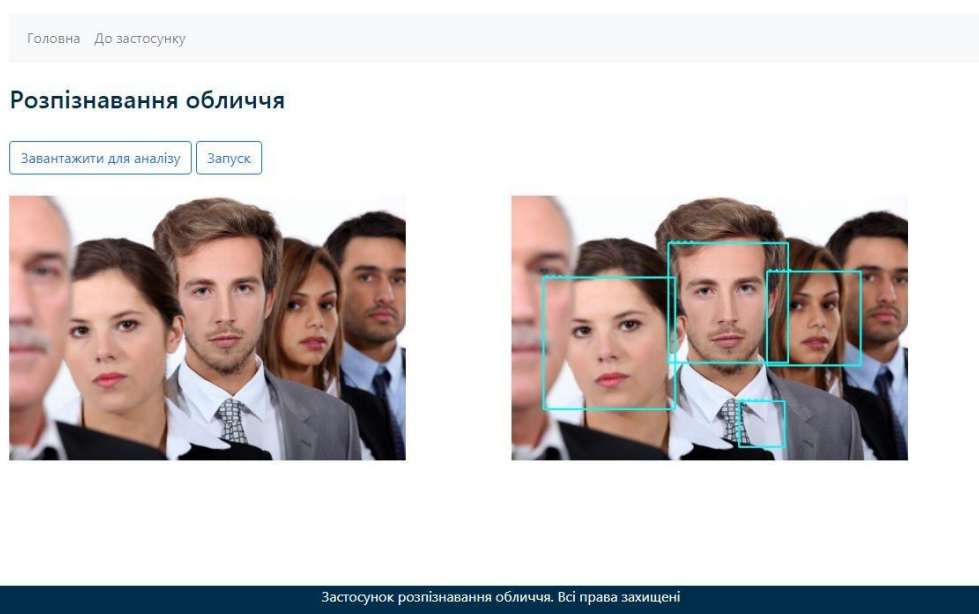 Головна До застосунку
Розпізнавання обличчя
Завантажити для аналізу Запуск
Застосунок розпізнавання обличчя. Всі права захищені